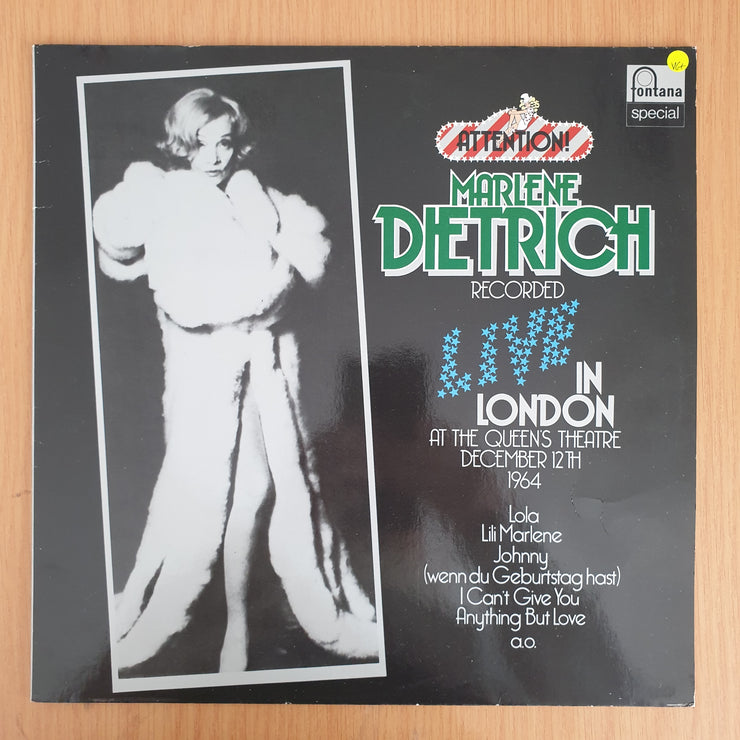 VG+
fontana
special
ATTENTION!
MARLENE
DIETRICH
RECORDED
LIVE
IN
LONDON
AT THE QUEEN'S THEATRE
DECEMBER 12TH
1964
Lola
Lili Marlene
Johnny
(wenn du Geburtstag hast)
I Can't Give You
Anything But Love
a.o.